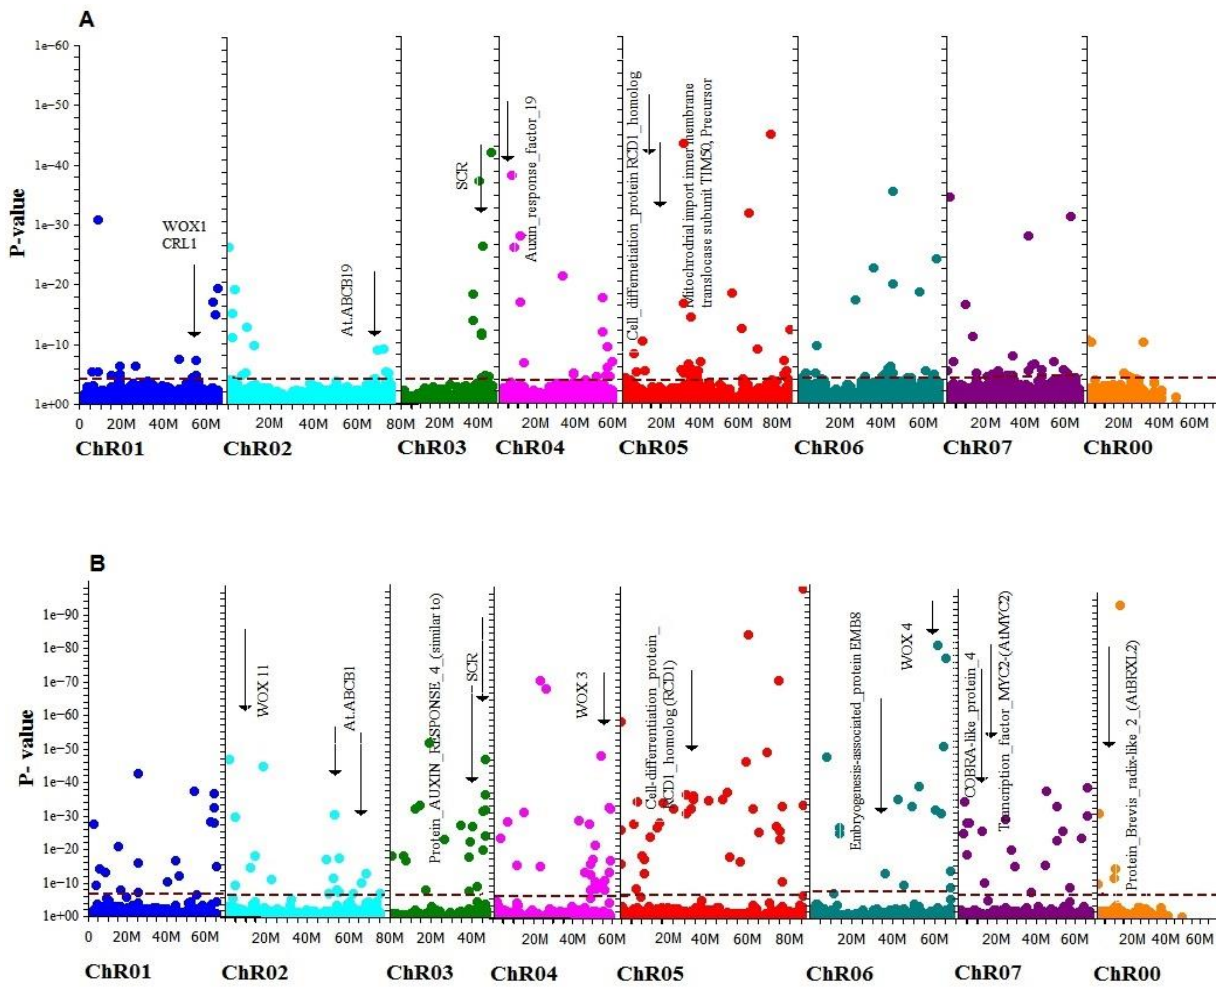 A
P-value
1e-60
1e-50
1e-40
1e-30
1e-20
1e-10
1e+00
WOX1
CRL1
At.ABCB19
SCR
Auxin_response_factor_19
Cell_differnetiation_protein RCD1_homolog
Mitochrodrial import inner membrane
translocase subunit TIM50, Precursor
0 20M 40M 60M 20M 40M 60M 80M 40M 20M 40M 60M 20M 40M 60M 80M 20M 40M 60M 20M 40M 60M 20M 40M 60M
ChR01 ChR02 ChR03 ChR04 ChR05 ChR06 ChR07 ChR00
B
P- value
1e-90
1e-80
1e-70
1e-60
1e-50
1e-40
1e-30
1e-20
1e-10
1e+00
WOX 11
At.ABCB1
Protein_AUXIN_RESPONSE_4_(similar to)
SCR
WOX 3
Cell-differentiation_protein_
RCD1_homolog (RCD1)
Embryogenesis-associated_protein EMB8
WOX 4
COBRA-like_protein_4
Trancription_factor_MYC2-(AtMYC2)
Protein_Brevis_radix-like_2_(AtBRXL2)
0 20M 40M 60M 20M 40M 60M 80M 40M 20M 40M 60M 20M 40M 60M 80M 20M 40M 60M 20M 40M 60M 20M 40M 60M
ChR01 ChR02 ChR03 ChR04 ChR05 ChR06 ChR07 ChR00